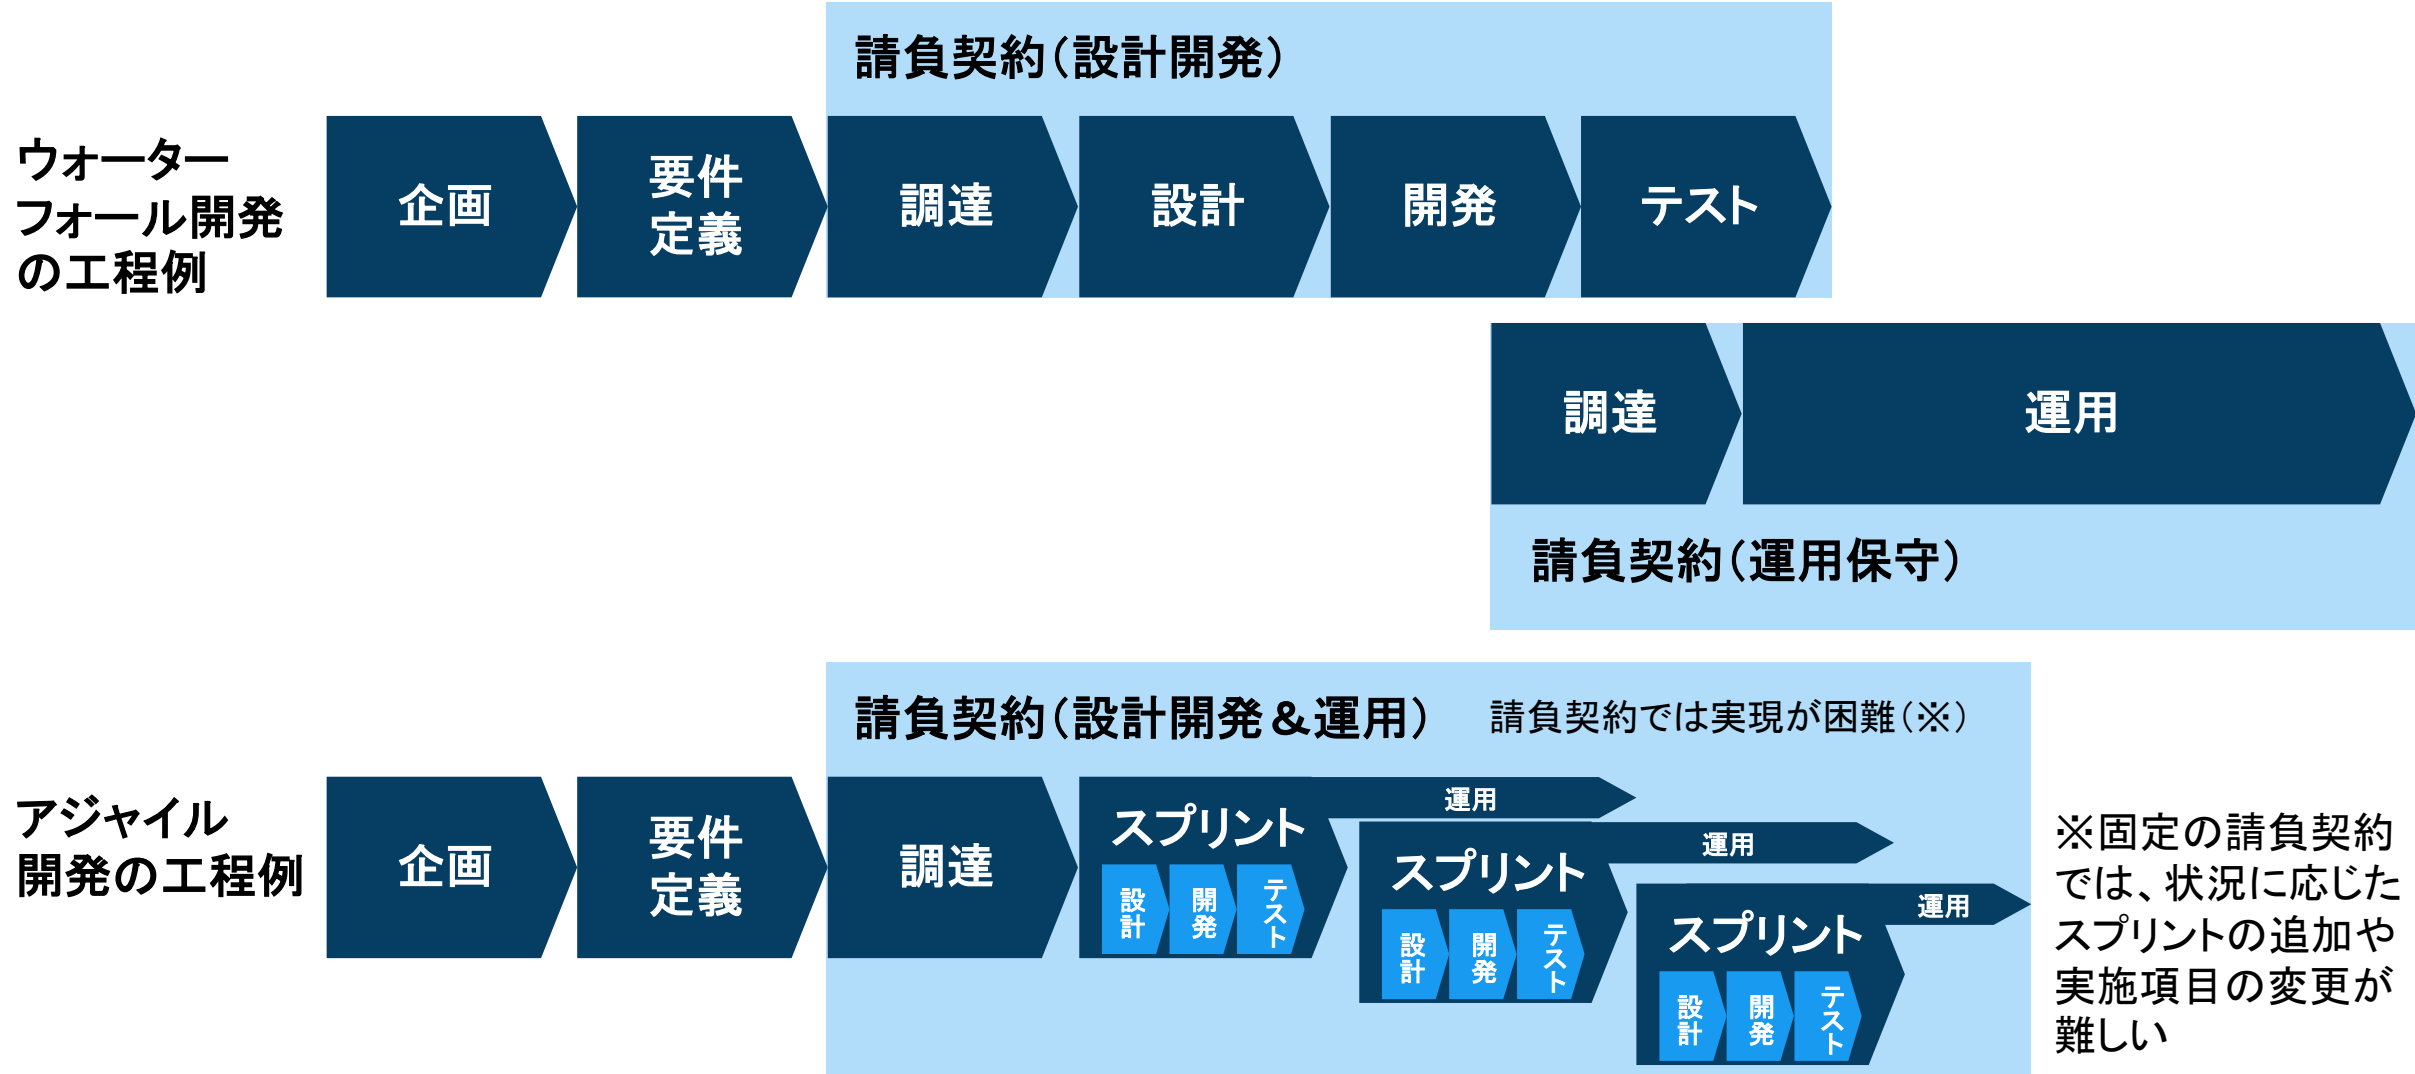 請負契約（設計開発）
ウォーター
フォール開発
の工程例
企画
要件
定義
調達
設計
開発
テスト
調達
運用
請負契約（運用保守）
請負契約（設計開発＆運用）
請負契約では実現が困難（※）
アジャイル
開発の工程例
企画
要件
定義
調達
スプリント
設計
開発
テスト
運用
スプリント
設計
開発
テスト
運用
スプリント
設計
開発
テスト
運用
※固定の請負契約
では、状況に応じた
スプリントの追加や
実施項目の変更が
難しい